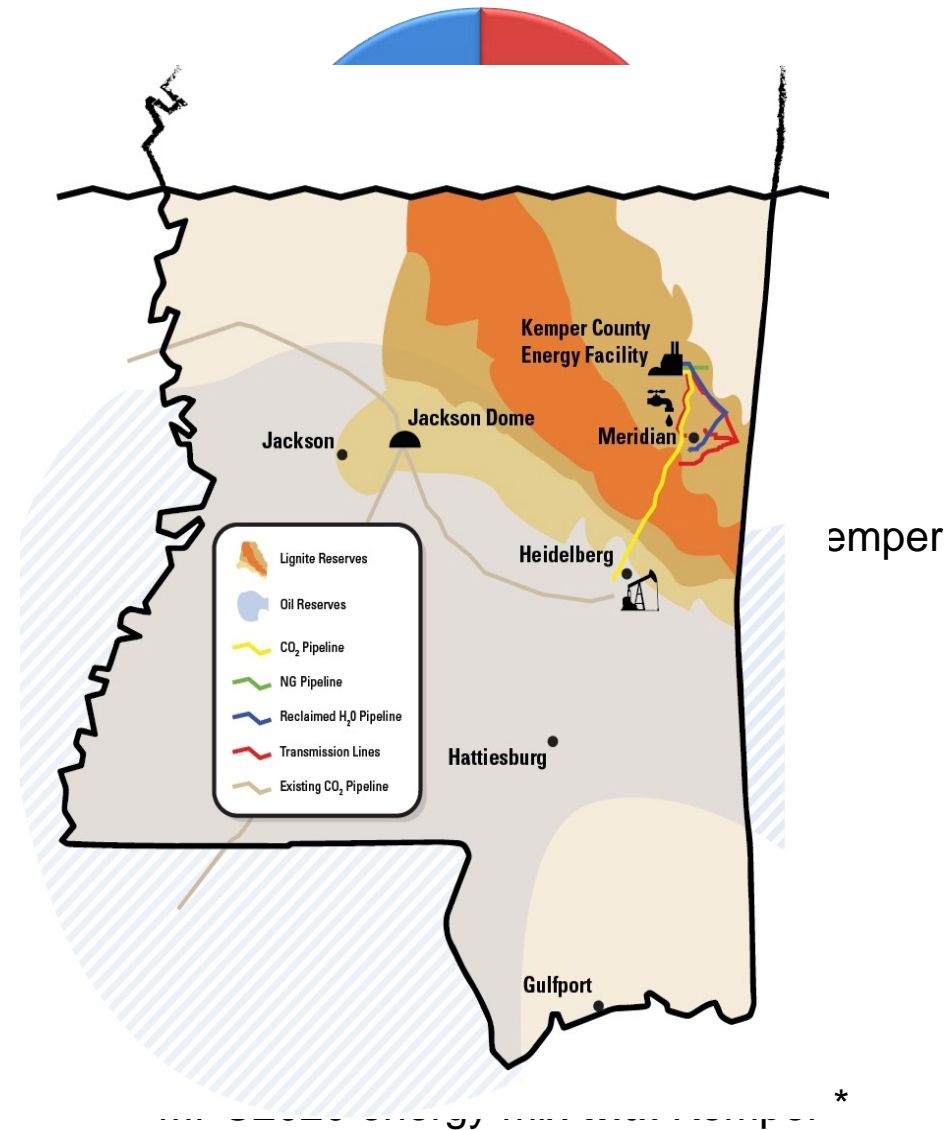 Kemper County
Energy Facility
Jackson Dome
Jackson
Meridian
emper
Heidelberg
Lignite Reserves
Oil Reserves
CO₂ Pipeline
NG Pipeline
Reclaimed H₂0 Pipeline
Transmission Lines
Existing CO₂ Pipeline
Hattiesburg
Gulfport
*